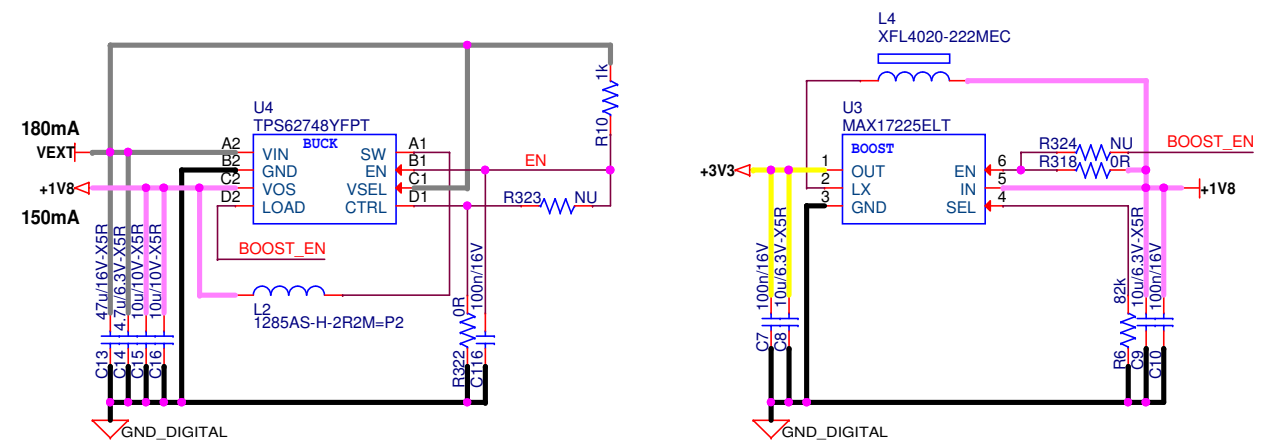 L4
XFL4020-222MEC
U4
TPS62748YFPT
BUCK
A2
VIN
B2
GND
C2
VOS
D2
LOAD
SW
A1
EN
B1
VSEL
C1
CTRL
D1
180mA
VEXT
+1V8
150mA
EN
R10
1k
R323
NU
BOOST_EN
L2
1285AS-H-2R2M=P2
C13
47u/16V-X5R
C14
4.7u/6.3V-X5R
C15
10u/10V-X5R
C16
10u/10V-X5R
R322
0R
C116
100n/16V
GND_DIGITAL
U3
MAX17225ELT
BOOST
1
OUT
2
LX
3
GND
EN
6
IN
5
SEL
4
+3V3
R324
NU
BOOST_EN
R318
0R
+1V8
C7
100n/16V
C8
10u/6.3V-X5R
R6
82k
C9
10u/6.3V-X5R
C10
100n/16V
GND_DIGITAL